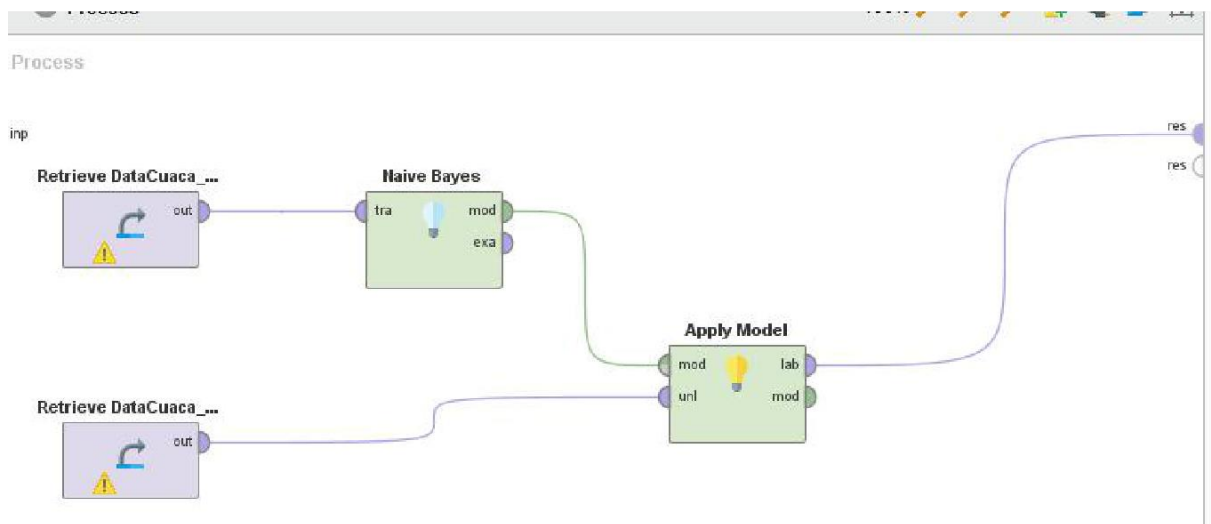 Process
inp
res
res
Retrieve DataCuaca_...
out
Naive Bayes
tra
mod
exa
Apply Model
mod
lab
unl
mod
Retrieve DataCuaca_...
out